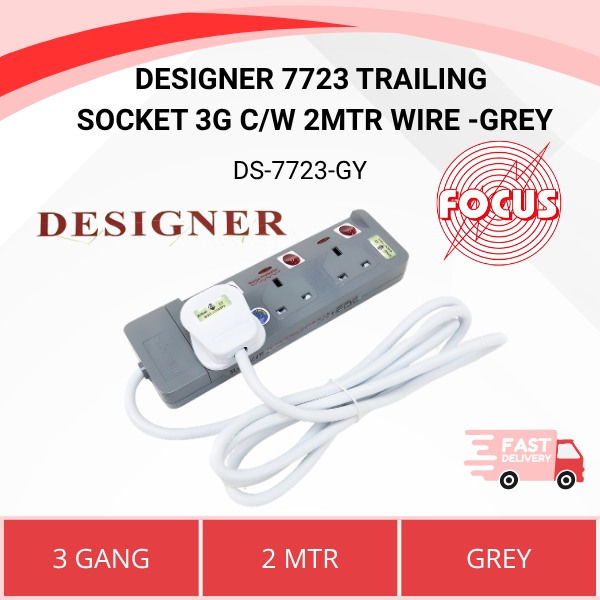 DESIGNER 7723 TRAILING
SOCKET 3G C/W 2MTR WIRE -GREY
DS-7723-GY
FOCUS
DESIGNER
FAST
DELIVERY
3 GANG
2 MTR
GREY